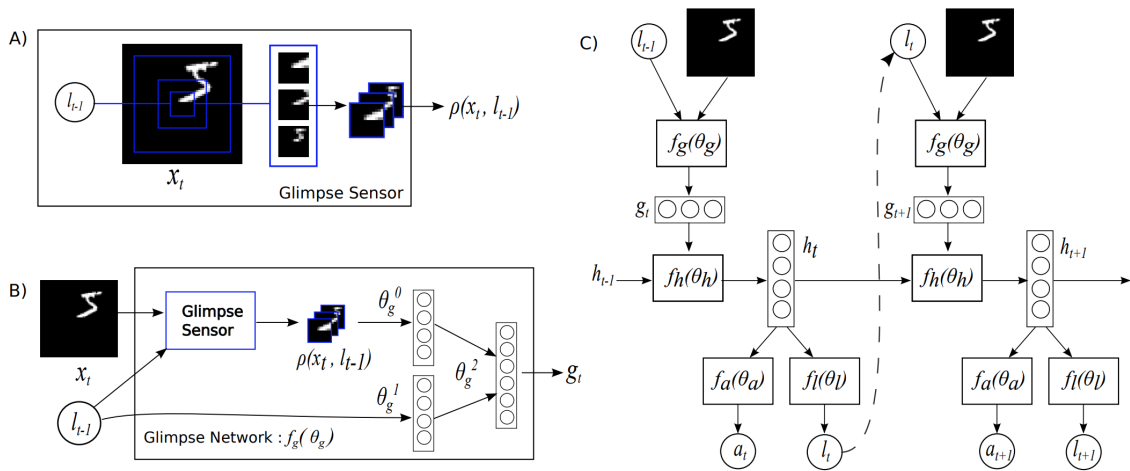 A)
l_{t-1}
x_t
ρ(x_t, l_{t-1})
Glimpse Sensor
B)
x_t
l_{t-1}
Glimpse
Sensor
ρ(x_t, l_{t-1})
θ_g^0
θ_g^1
θ_g^2
g_t
Glimpse Network : f_g(θ_g)
C)
l_{t-1}
l_t
f_g(θ_g)
f_g(θ_g)
g_t
g_{t+1}
h_{t-1}
f_h(θ_h)
h_t
f_h(θ_h)
h_{t+1}
f_a(θ_a)
f_l(θ_l)
f_a(θ_a)
f_l(θ_l)
a_t
l_t
a_{t+1}
l_{t+1}